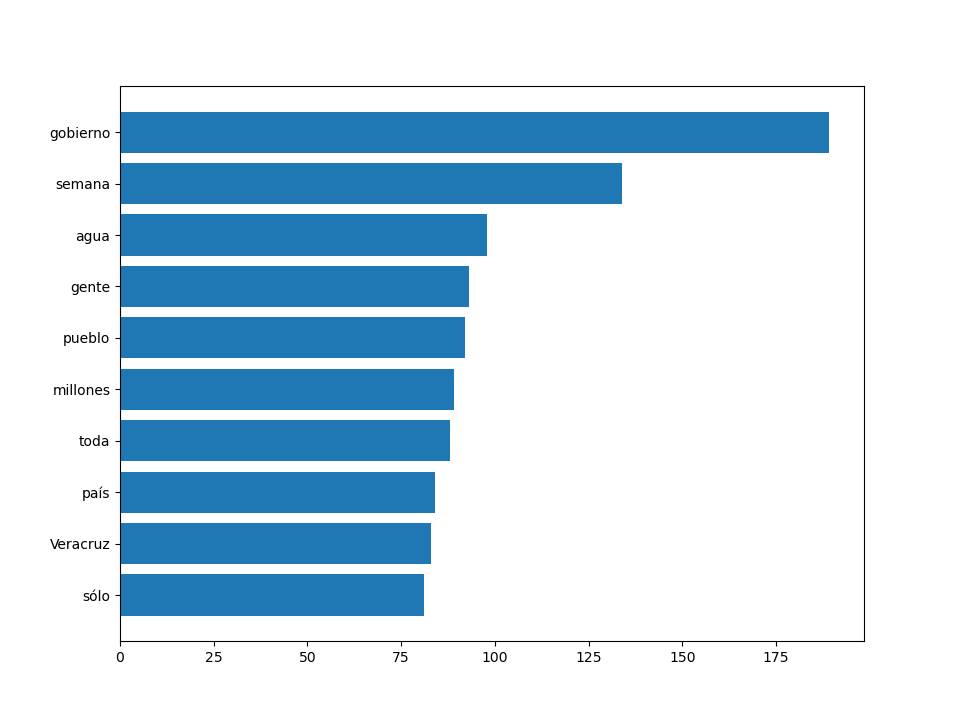 gobierno
semana
agua
gente
pueblo
millones
toda
país
Veracruz
sólo
0 25 50 75 100 125 150 175